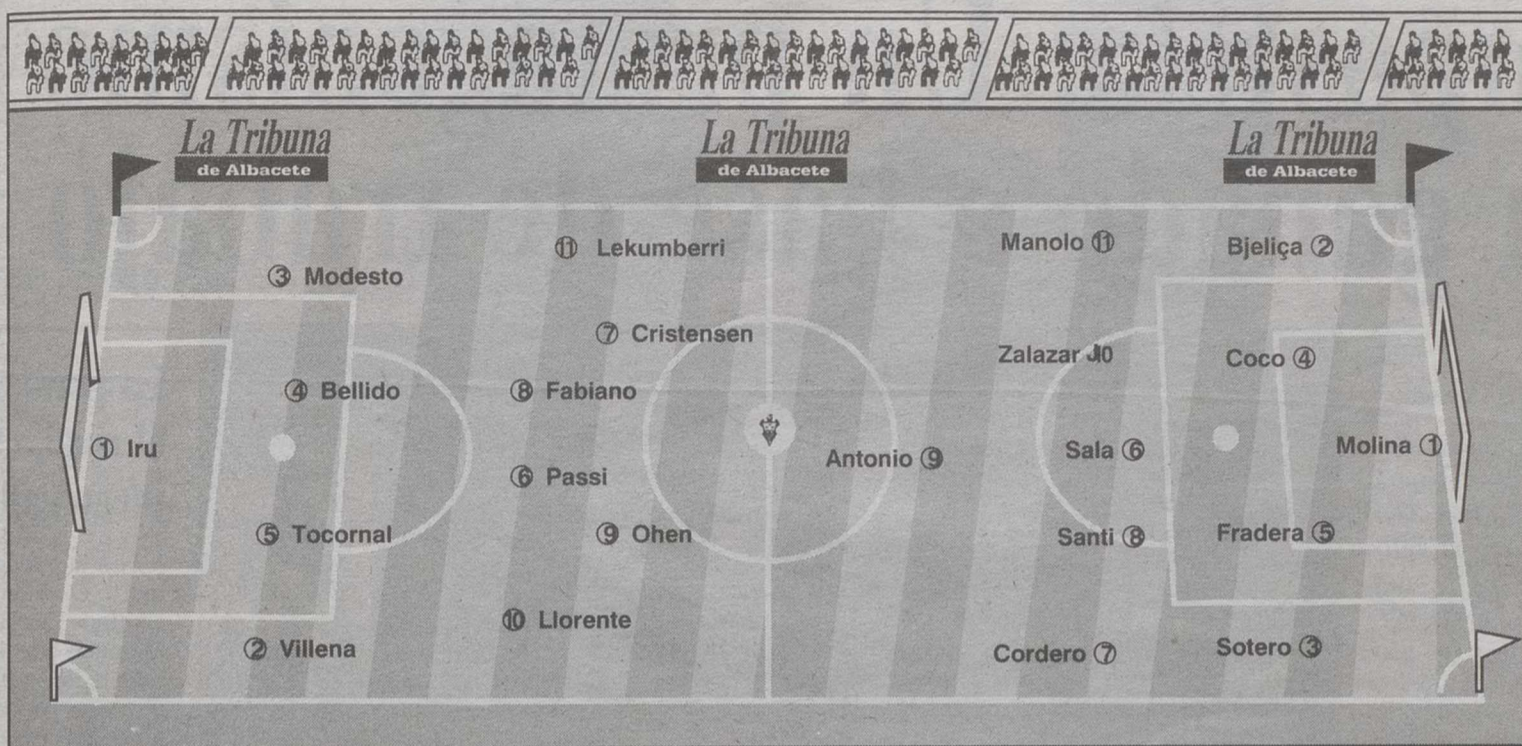 La Tribuna
de Albacete
La Tribuna
de Albacete
La Tribuna
de Albacete
⑪ Lekumberri
③ Modesto
⑦ Cristensen
④ Bellido
⑧ Fabiano
① Iru
⑥ Passi
⑤ Tocornal
⑨ Ohen
⑩ Llorente
② Villena
Manolo ⑪
Bjeliça ②
Zalazar J10
Coco ④
Antonio ⑨
Sala ⑥
Molina ①
Santi ⑧
Fradera ⑤
Cordero ⑦
Sotero ③